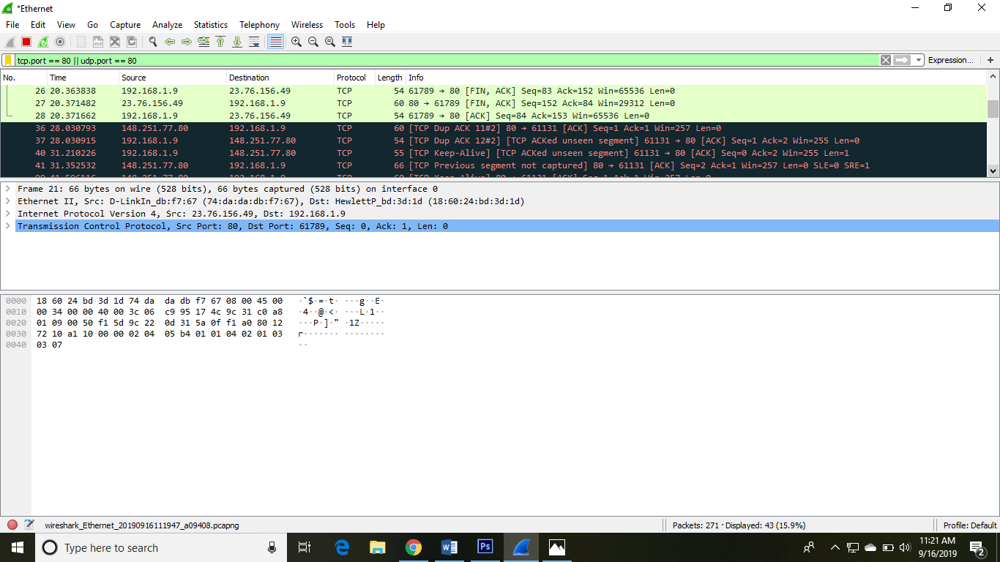 *Ethernet
File Edit View Go Capture Analyze Statistics Telephony Wireless Tools Help
tcp.port == 80 || udp.port == 80 Expression... +
No. Time Source Destination Protocol Length Info
26 20.363838 192.168.1.9 23.76.156.49 TCP 54 61789 → 80 [FIN, ACK] Seq=83 Ack=152 Win=65536 Len=0
27 20.371482 23.76.156.49 192.168.1.9 TCP 60 80 → 61789 [FIN, ACK] Seq=152 Ack=84 Win=29312 Len=0
28 20.371662 192.168.1.9 23.76.156.49 TCP 54 61789 → 80 [ACK] Seq=84 Ack=153 Win=65536 Len=0
36 28.030793 148.251.77.80 192.168.1.9 TCP 60 [TCP Dup ACK 11#2] 80 → 61131 [ACK] Seq=1 Ack=1 Win=257 Len=0
37 28.030915 192.168.1.9 148.251.77.80 TCP 54 [TCP Dup ACK 12#2] [TCP ACKed unseen segment] 61131 → 80 [ACK] Seq=1 Ack=2 Win=255 Len=0
40 31.210226 192.168.1.9 148.251.77.80 TCP 55 [TCP Keep-Alive] [TCP ACKed unseen segment] 61131 → 80 [ACK] Seq=0 Ack=2 Win=255 Len=1
41 31.352532 148.251.77.80 192.168.1.9 TCP 66 [TCP Previous segment not captured] 80 → 61131 [ACK] Seq=2 Ack=1 Win=257 Len=0 SLE=0 SRE=1
Frame 21: 66 bytes on wire (528 bits), 66 bytes captured (528 bits) on interface 0
Ethernet II, Src: D-LinkIn_db:f7:67 (74:da:da:db:f7:67), Dst: HewlettP_bd:3d:1d (18:60:24:bd:3d:1d)
Internet Protocol Version 4, Src: 23.76.156.49, Dst: 192.168.1.9
Transmission Control Protocol, Src Port: 80, Dst Port: 61789, Seq: 0, Ack: 1, Len: 0
0000 18 60 24 bd 3d 1d 74 da da db f7 67 08 00 45 00 ·`$·=·t· ···g··E·
0010 00 34 00 00 40 00 3c 06 c9 95 17 4c 9c 31 c0 a8 ·4··@·<· ···L·1··
0020 01 09 00 50 f1 5d 9c 22 0d 31 5a 0f f1 a0 80 12 ···P·]·" ·1Z·····
0030 72 10 a1 10 00 00 02 04 05 b4 01 01 04 02 01 03 r······· ········
0040 03 07 ··
wireshark_Ethernet_20190916111947_a09408.pcapng Packets: 271 · Displayed: 43 (15.9%) Profile: Default
Type here to search Ps 11:21 AM
9/16/2019 2